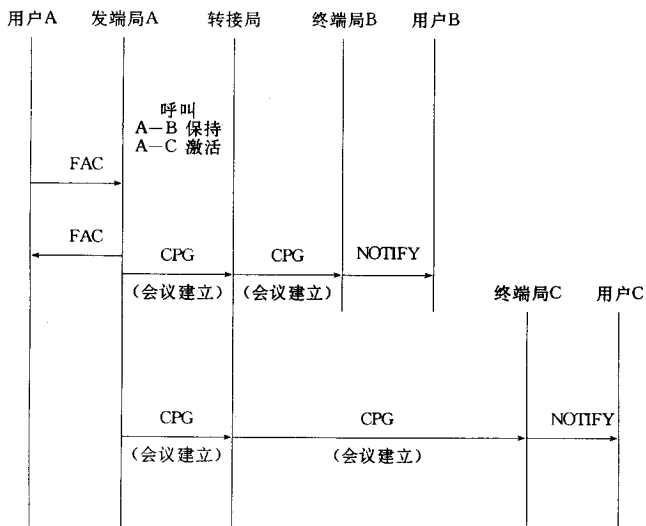 用户A 发端局A 转接局 终端局B 用户B
呼叫
A－B 保持
A－C 激活
FAC
FAC
CPG CPG NOTIFY
(会议建立) (会议建立)
终端局C 用户C
CPG CPG NOTIFY
(会议建立) (会议建立)